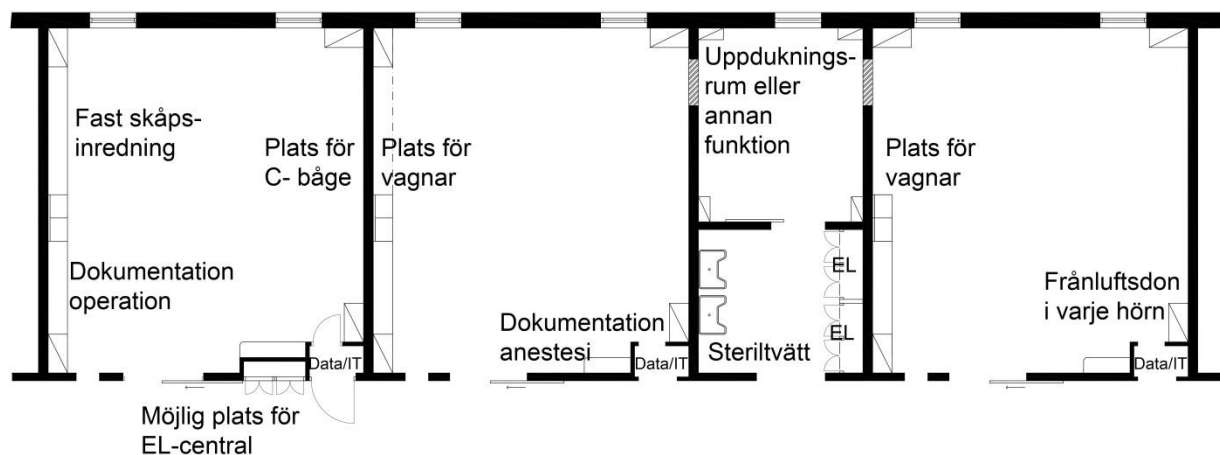 Fast skåps-
inredning
Plats för
C- båge
Dokumentation
operation
Data/IT
Möjlig plats för
EL-central
Plats för
vagnar
Dokumentation
anestesi
Data/IT
Uppduknings-
rum eller
annan
funktion
EL
EL
Steriltvätt
Plats för
vagnar
Frånluftsdon
i varje hörn
Data/IT